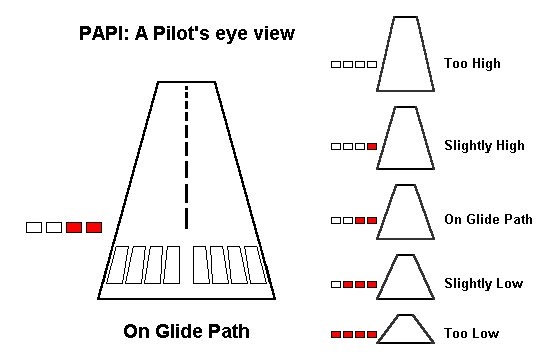 PAPI: A Pilot's eye view
Too High
Slightly High
On Glide Path
Slightly Low
Too Low
On Glide Path